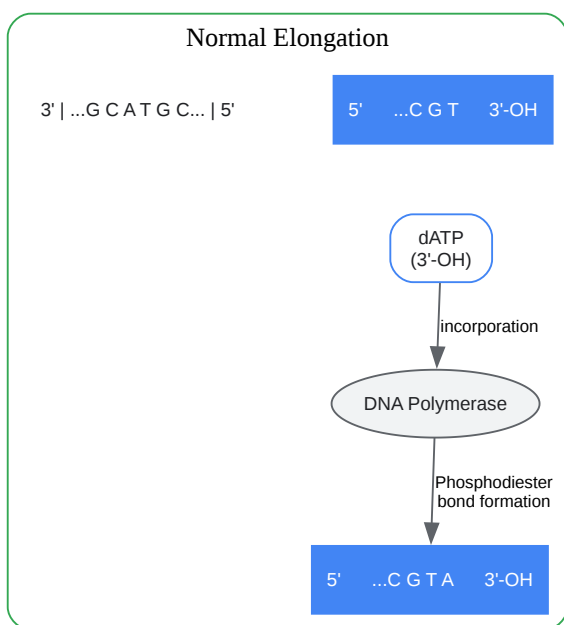 Normal Elongation
3' | ...G C A T G C... | 5'
5' ...C G T 3'-OH
dATP
(3'-OH)
incorporation
DNA Polymerase
Phosphodiester
bond formation
5' ...C G T A 3'-OH